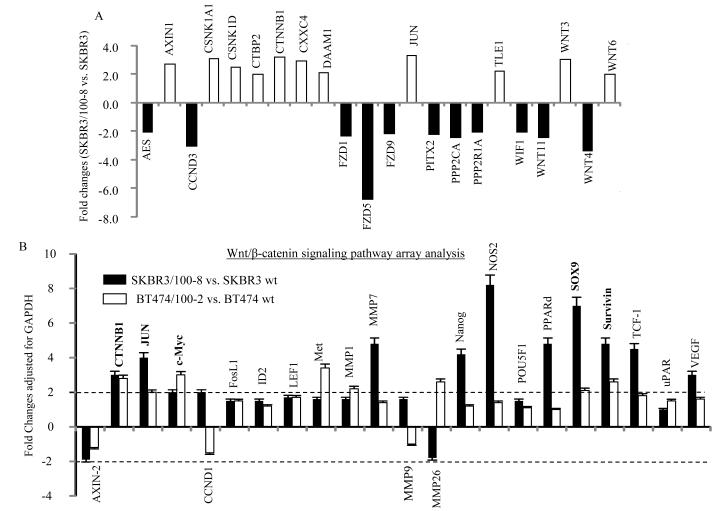 A
Fold changes (SKBR3/100-8 vs. SKBR3)
4.0
2.0
0.0
-2.0
-4.0
-6.0
-8.0
AES
AXIN1
CCND3
CSNK1A1
CSNK1D
CTBP2
CTNNB1
CXXC4
DAAM1
FZD1
FZD5
FZD9
JUN
PITX2
PPP2CA
PPP2R1A
TLE1
WIF1
WNT11
WNT3
WNT4
WNT6
B
Wnt/β-catenin signaling pathway array analysis
SKBR3/100-8 vs. SKBR3 wt
BT474/100-2 vs. BT474 wt
Fold Changes adjusted for GAPDH
10
8
6
4
2
0
-2
-4
AXIN-2
CTNNB1
JUN
c-Myc
CCND1
FosL1
ID2
LEF1
Met
MMP1
MMP7
MMP9
MMP26
Nanog
NOS2
POU5F1
PPARd
SOX9
Survivin
TCF-1
uPAR
VEGF